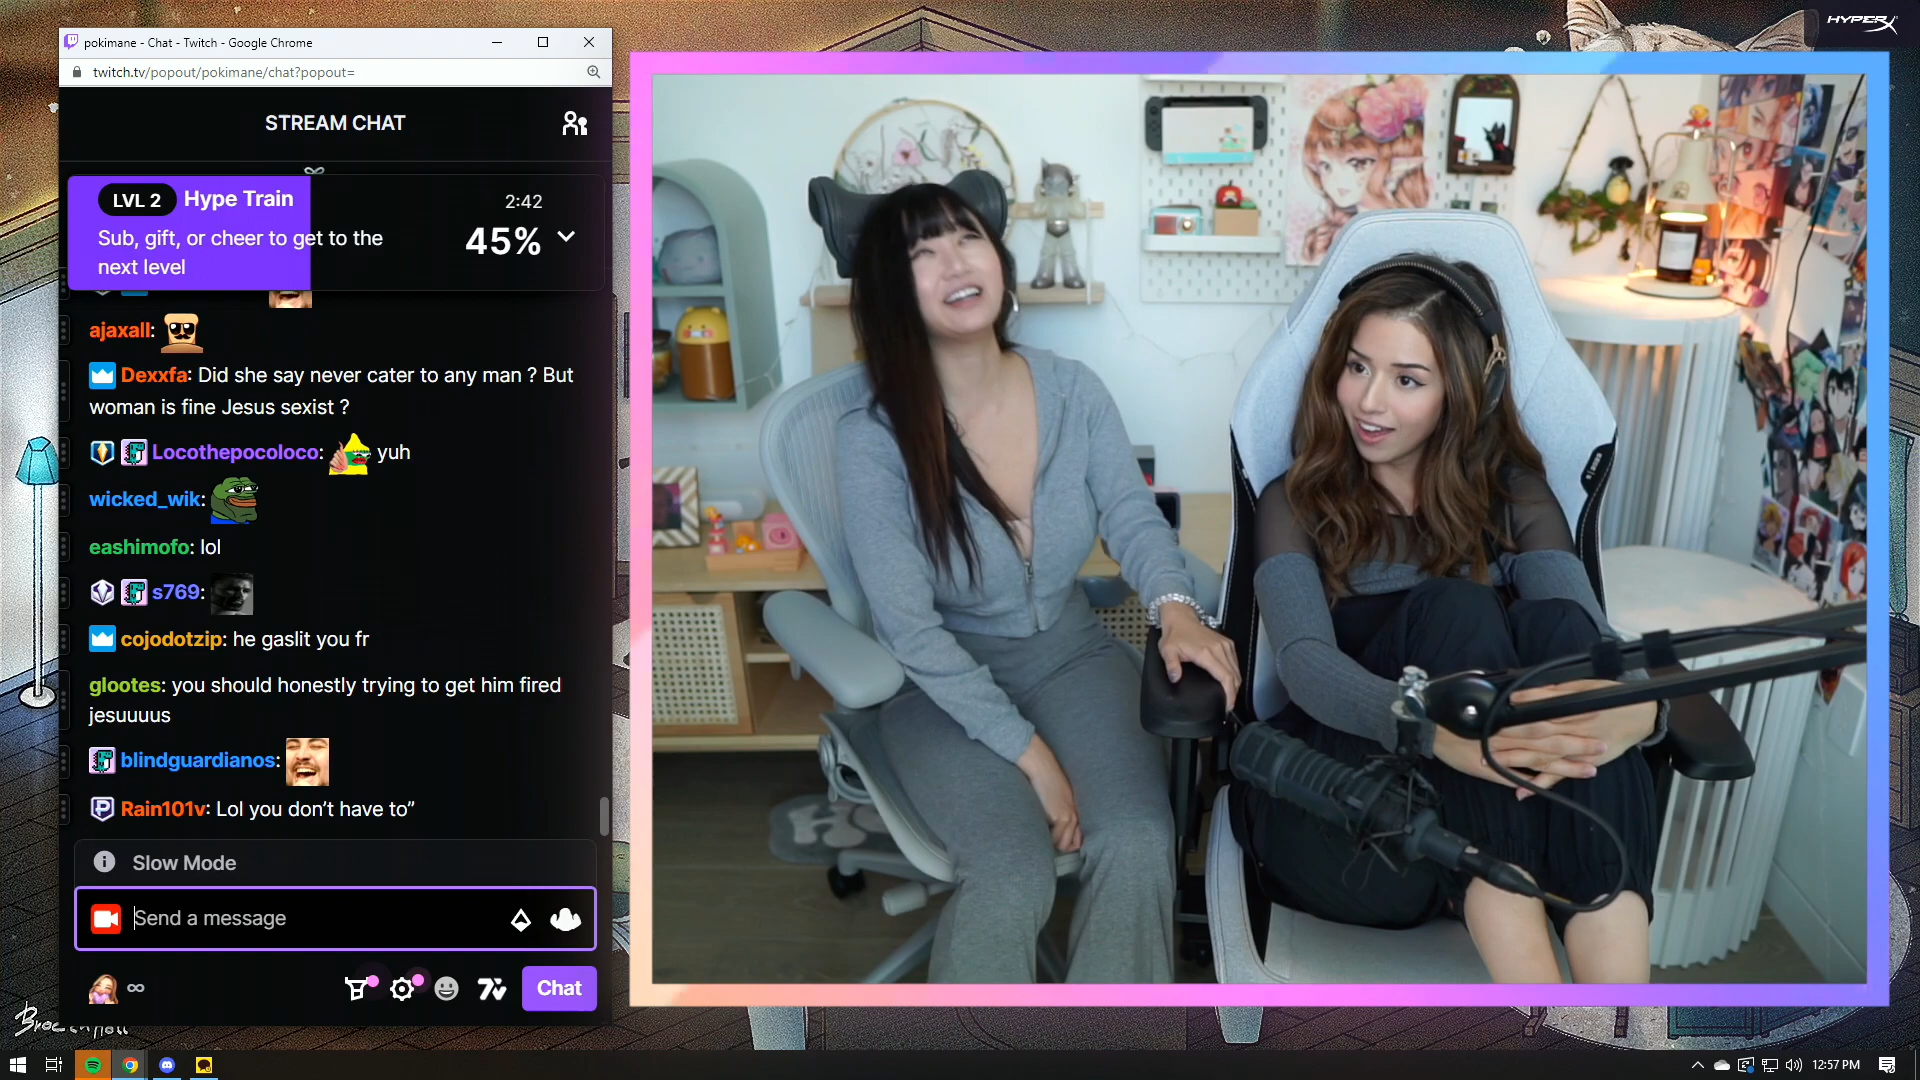 pokimane - Chat - Twitch - Google Chrome
twitch.tv/popout/pokimane/chat?popout=
STREAM CHAT
LVL 2 Hype Train
2:42
Sub, gift, or cheer to get to the
next level
45%
ajaxall:
Dexxfa: Did she say never cater to any man ? But
woman is fine Jesus sexist ?
Locothepocoloco: yuh
wicked_wik:
eashimofo: lol
s769:
cojodotzip: he gaslit you fr
glootes: you should honestly trying to get him fired
jesuuuus
blindguardianos:
Rain101v: Lol you don’t have to”
Slow Mode
Send a message
∞
Chat
HYPERX
12:57 PM